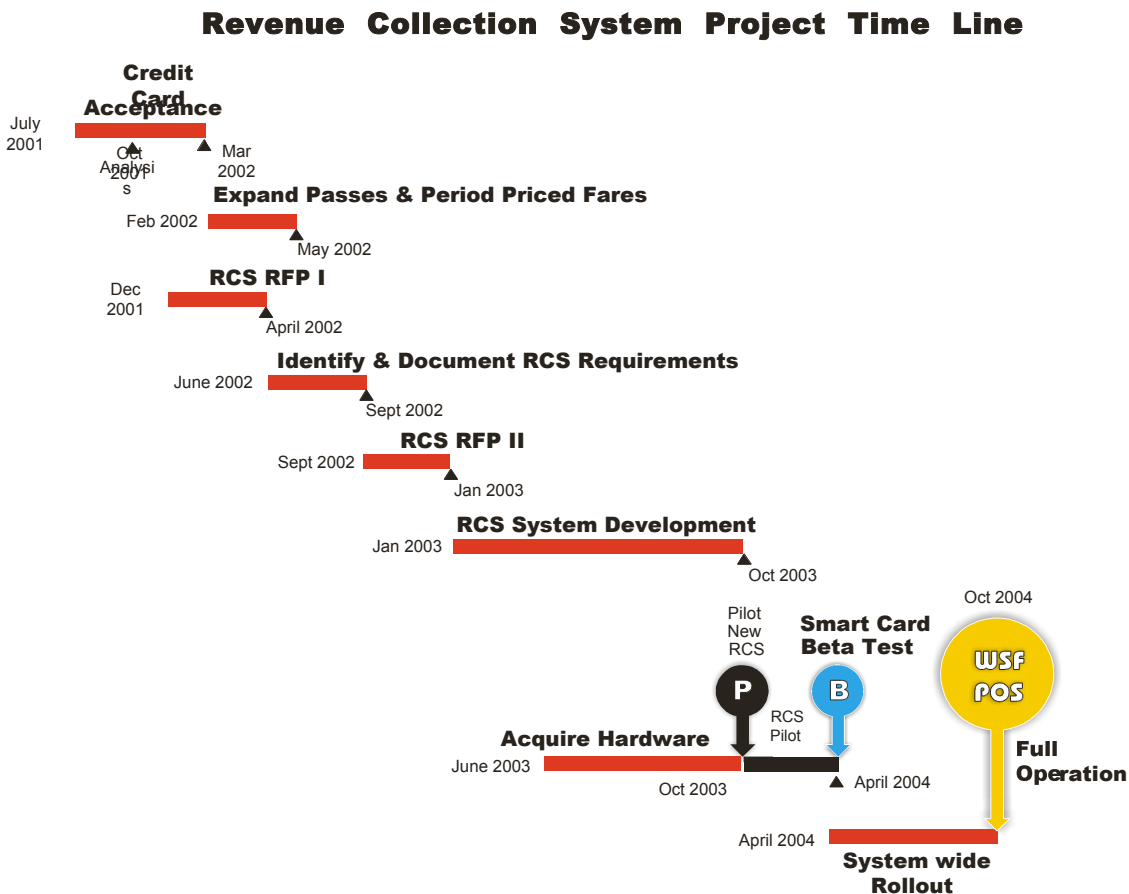 Revenue Collection System Project Time Line
Credit
Card
Acceptance
July
2001
Oct
2001
Analysi
s
Mar
2002
Expand Passes & Period Priced Fares
Feb 2002
May 2002
RCS RFP I
Dec
2001
April 2002
Identify & Document RCS Requirements
June 2002
Sept 2002
RCS RFP II
Sept 2002
Jan 2003
RCS System Development
Jan 2003
Oct 2003
Oct 2004
Pilot
New
RCS
Smart Card
Beta Test
WSF
POS
P
B
RCS
Pilot
Acquire Hardware
June 2003
Oct 2003
April 2004
Full
Operation
April 2004
System wide
Rollout